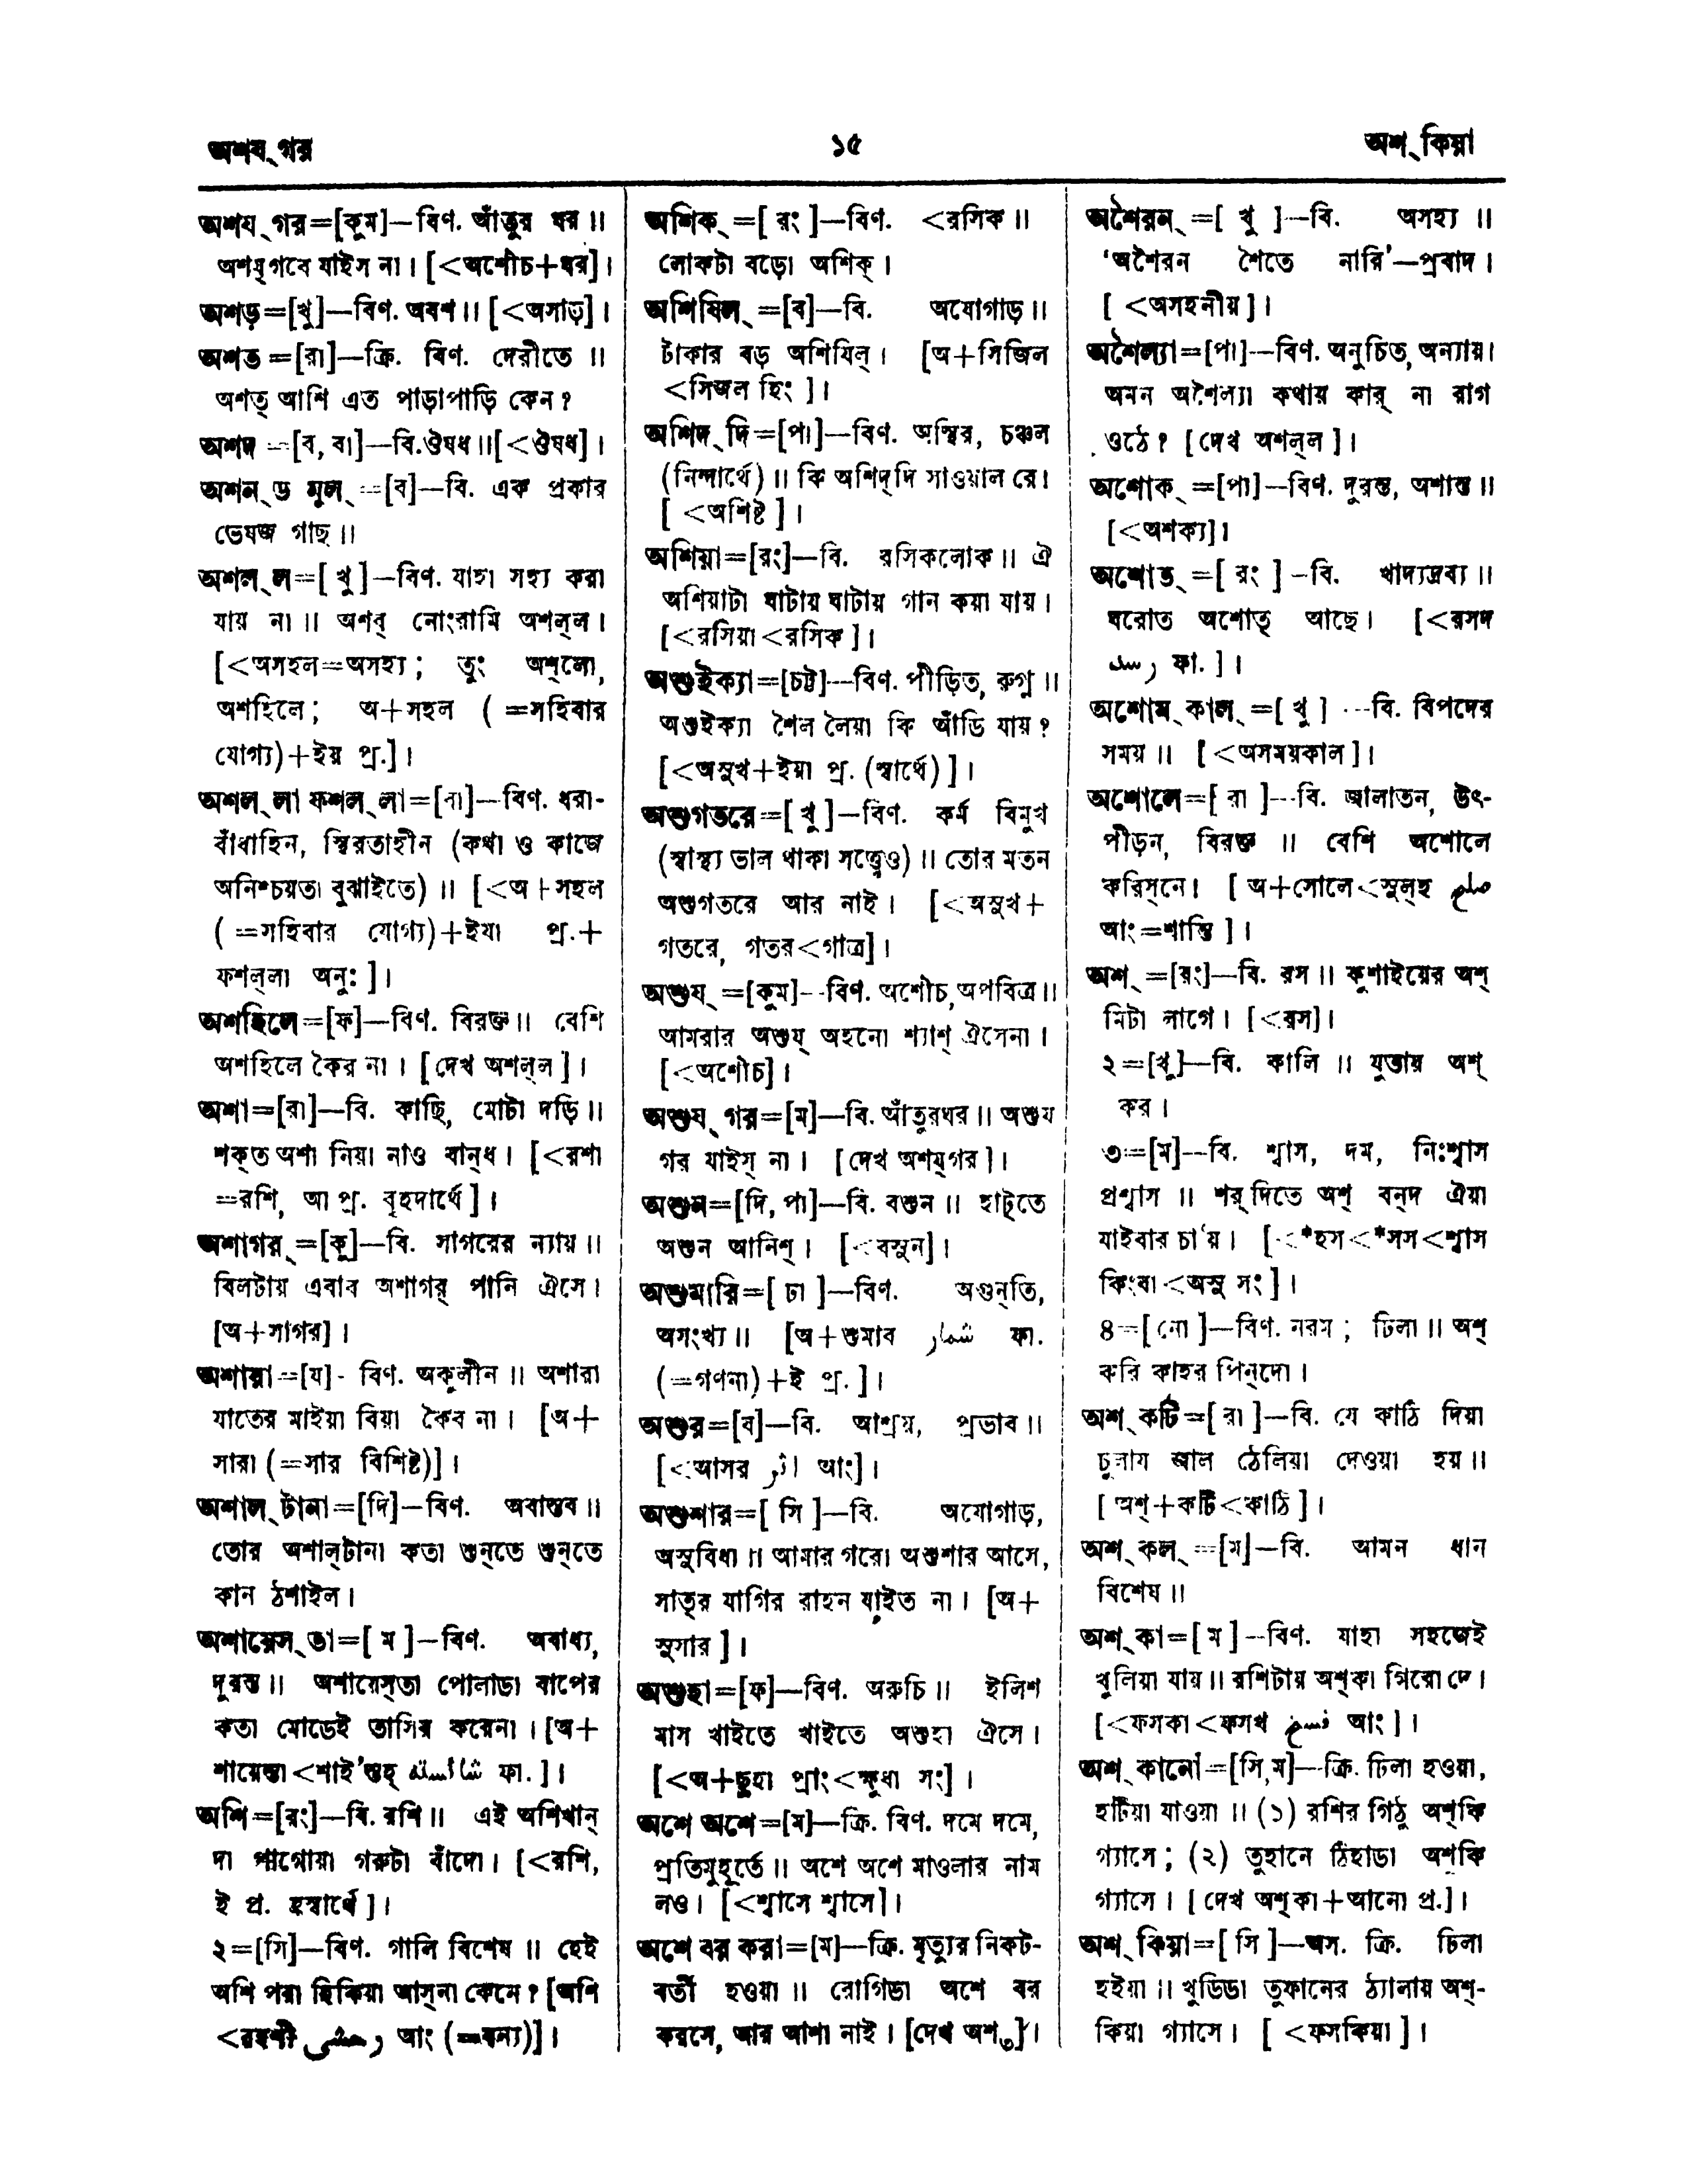 অশয্‌গর
১৫
অশ্‌কিয়া
অশয্‌গর=[কুম]—বিণ. আঁতুর ঘর॥
অশয্‌গবে যাইস না। [<অশৌচ+ঘর]।
অশড়=[খু]—বিণ. অবশ॥ [<অসাড়]।
অশত=[রা]—ক্রি. বিণ. দেরীতে॥
অশত্ আশি এত পাড়াপাড়ি কেন?
অশদ=[ব, বা]—বি.ঔষধ॥[<ঔষধ]।
অশন্‌ড মুল্=[ব]—বি. এক প্রকার
ভেষজ গাছ॥
অশল্‌ল=[খু]—বিণ. যাহা সহ্য করা
যায় না॥ অশব্ নোংরামি অশল্‌ল।
[<অসহল=অসহ্য; তুং অশ্‌লো,
অশহিলে; অ+সহল (=সহিবার
যোগ্য)+ইয় প্র.]।
অশল্‌লা ফশল্‌লা=[বা]—বিণ. ধরা-
বাঁধাহিন, স্থিরতাহীন (কথা ও কাজে
অনিশ্চয়তা বুঝাইতে)॥ [<অ+সহল
(=সহিবার যোগ্য)+ইযা প্র.+
ফশল্‌লা অনু:]।
অশহিলে=[ফ]—বিণ. বিরক্ত॥ বেশি
অশহিলে কৈর না। [দেখ অশল্‌ল]।
অশা=[রা]—বি. কাছি, মোটা দড়ি॥
শক্‌ত অশা নিয়া নাও বান্‌ধ। [<রশা
=রশি, আ প্র. বৃহদার্থে]।
অশাগর্=[কু]—বি. সাগরের ন্যায়॥
বিলটায় এবাব অশাগর্ পানি ঐসে।
[অ+সাগর]।
অশারা=[য]- বিণ. অকুলীন॥ অশারা
যাতের মাইয়া বিয়া কৈব না। [অ+
সারা (=সার বিশিষ্ট)]।
অশাল্‌টানা=[দি]—বিণ. অবাস্তব॥
তোর অশাল্‌টানা কতা শুন্‌তে শুন্‌তে
কান ঠশাইল।
অশায়েস্‌তা=[ম]—বিণ. অবাধ্য,
দুরন্ত॥ অশায়েস্‌তা পোলাডা বাপের
কতা মোডেই তাসির করেনা। [অ+
শায়েস্তা<শাই'স্তহ্ شائسته ফা.]।
অশি=[রং]—বি. রশি॥ এই অশিখান্
দা পাগোয়া গরুটা বাঁদো। [<রশি,
ই প্র. হ্রস্বার্থে]।
২=[সি]—বিণ. গালি বিশেষ॥ হেই
অশি পরা হিকিয়া আস্‌না কেমে? [অশি
আং (=বন্য)]।
অশিক্=[রং]—বিণ. <রসিক॥
লোকটা বড়ো অশিক্।
অশিযিল্=[ব]—বি. অযোগাড়॥
টাকার বড় অশিযিল্। [অ+সিজিল
<সিজল হিং]।
অশিদ্‌দি=[পা]—বিণ. অস্থির, চঞ্চল
(নিন্দার্থে)॥ কি অশিদ্‌দি সাওয়াল রে।
[<অশিষ্ট]।
অশিয়া=[রং]—বি. রসিকলোক॥ ঐ
অশিয়াটা ঘাটায় ঘাটায় গান কয়া যায়।
[<রসিয়া<রসিক]।
অশুইক্যা=[চট্ট]—বিণ. পীড়িত, রুগ্ন॥
অশুইক্যা শৈল লৈয়া কি আঁডি যায়?
[<অসুখ+ইয়া প্র. (স্বার্থে)]।
অশুগতরে=[খু]—বিণ. কর্ম বিমুখ
(স্বাস্থ্য ভাল থাকা সত্ত্বেও)॥ তোর মতন
অশুগতরে আর নাই। [<অসুখ+
গতরে, গতর<গাত্র]।
অশুয্=[কুম]--বিণ. অশৌচ,অপবিত্র॥
আমরার অশুয্ অহনো শ্যাশ্ ঐসেনা।
[<অশৌচ]।
অশুয্‌গর=[ম]—বি. আঁতুরঘর॥ অশুয
গর যাইস্ না। [দেখ অশয্‌গর]।
অশুন=[দি, পা]—বি. বশুন॥ হাট্‌তে
অশুন আনিশ্। [<বসুন]।
অশুমারি=[ঢা]—বিণ. অগুন্‌তি,
অসংখ্য॥ [অ+শুমাব شمار ফা.
(=গণনা)+ই প্র.]।
অশুর=[ব]—বি. আশ্রয়, প্রভাব॥
[<আসর اثر আং]।
অশুশার=[সি]—বি. অযোগাড়,
অসুবিধা॥ আমার গরো অশুশার আসে,
সাতৃর যাগির রাহন যাইত না। [অ+
সুসার]।
অশুহা=[ফ]—বিণ. অরুচি॥ ইলিশ
মাস খাইতে খাইতে অশুহা ঐসে।
[<অ+ছুহা প্রাং<ক্ষুধা সং]।
অশে অশে=[ম]—ক্রি. বিণ. দমে দমে,
প্রতিমুহূর্তে॥ অশে অশে মাওলার নাম
লও। [<শ্বাসে শ্বাসে]।
অশে বর করা=[ম]—ক্রি. মৃত্যুর নিকট-
বর্তী হওয়া॥ রোগিডা অশে বর
করসে, আর আশা নাই। [দেখ অশ৩]।
অশৈরন্=[খু]—বি. অসহ্য॥
‘অশৈরন শৈতে নারি’—প্রবাদ।
[<অসহনীয়]।
অশৈল্যা=[পা]—বিণ. অনুচিত, অন্যায়।
অমন অশৈল্যা কথায় কার্ না রাগ
ওঠে? [দেখ অশল্‌ল]।
অশোক্=[পা]—বিণ. দুরন্ত, অশান্ত॥
[<অশক্য]।
অশোত্=[রং]—বি. খাদ্যদ্রব্য॥
ঘরোত অশোত্ আছে। [<রসদ
رسد ফা.]।
অশোম্‌কাল্=[খু]--বি. বিপদের
সময়॥ [<অসময়কাল]।
অশোলে=[রা]--বি. জ্বালাতন, উৎ-
পীড়ন, বিরক্ত॥ বেশি অশোলে
করিস্‌নে। [অ+সোলে<সুল্‌হ صلح
আং=শান্তি]।
অশ্=[রং]—বি. রস॥ কুশাইয়ের অশ্
মিটা লাগে। [<রস]।
২=[খু]—বি. কালি॥ যুত্তায় অশ্
কর।
৩=[ম]--বি. শ্বাস, দম, নিঃশ্বাস
প্রশ্বাস॥ শর্‌দিতে অশ্ বন্‌দ ঐয়া
যাইবার চা'য়। [<*হস<*সস<শ্বাস
কিংবা<অসু সং]।
৪=[নো]—বিণ. নরম; ঢিলা॥ অশ্
করি কাহর পিন্‌দো।
অশ্‌কটি=[রা]—বি. যে কাঠি দিয়া
চুলায জ্বাল ঠেলিয়া দেওয়া হয়॥
[অশ্+কটি<কাঠি]।
অশ্‌কল্=[ম]—বি. আমন ধান
বিশেষ॥
অশ্‌কা=[ম]--বিণ. যাহা সহজেই
খুলিয়া যায়॥ রশিটায় অশ্‌কা গিরো দে।
[<ফসকা<ফসখ فسخ আং]।
অশ্‌কানো=[সি,ম]—ক্রি. ঢিলা হওয়া,
হটিয়া যাওয়া॥ (১) রশির গিঠু অশ্‌কি
গ্যাসে; (২) তুহানে ঠিহাডা অশ্‌কি
গ্যাসে। [দেখ অশ্‌কা+আনো প্র.]।
অশ্‌কিয়া=[সি]—অস. ক্রি. ঢিলা
হইয়া॥ খুডিডা তুফানের ঠ্যালায় অশ্-
কিয়া গ্যাসে। [<ফসকিয়া]।